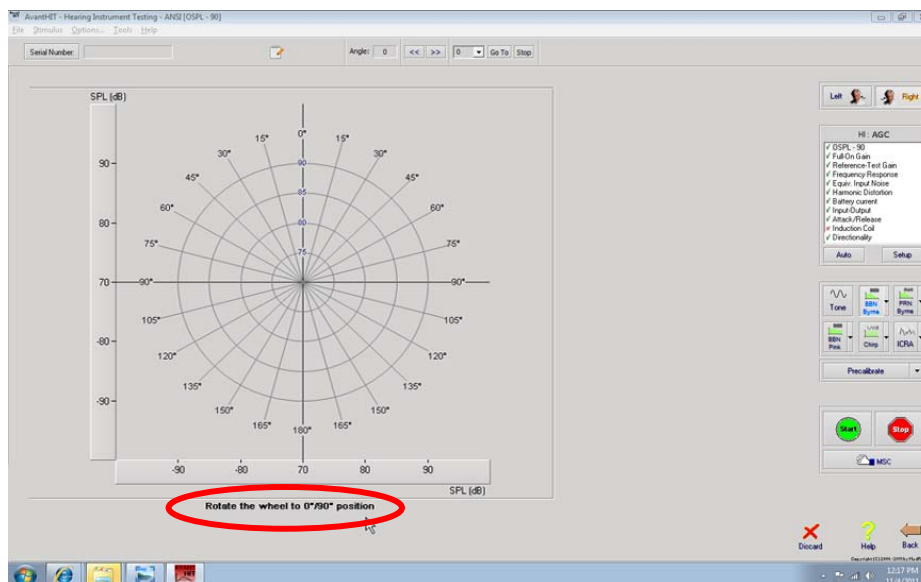 AvantHIT - Hearing Instrument Testing - ANSI [OSPL - 90]
File Stimulus Options... Tools Help
Serial Number: Angle: 0 << >> 0 Go To Stop
SPL (dB)
Left Right
0°
15° 15°
30° 30°
45° 45°
60° 60°
75° 75°
-90°- -90°-
105° 105°
120° 120°
135° 135°
150° 150°
165° 165°
180°
90
85
80
75
90
80
70
-80
-90
-90 -80 70 80 90
SPL (dB)
Rotate the wheel to 0°/90° position
HI : AGC
✓ OSPL - 90
✓ Full-On Gain
✓ Reference-Test Gain
✓ Frequency Response
✓ Equiv. Input Noise
✓ Harmonic Distortion
✓ Battery current
✓ Input-Output
✓ Attack/Release
× Induction Coil
✓ Directionality
Auto Setup
Tone BBN Byrne PRN Byrne
BBN Pink Chirp ICRA
Precalibrate
Start Stop
MSC
Discard Help Back
12:17 PM